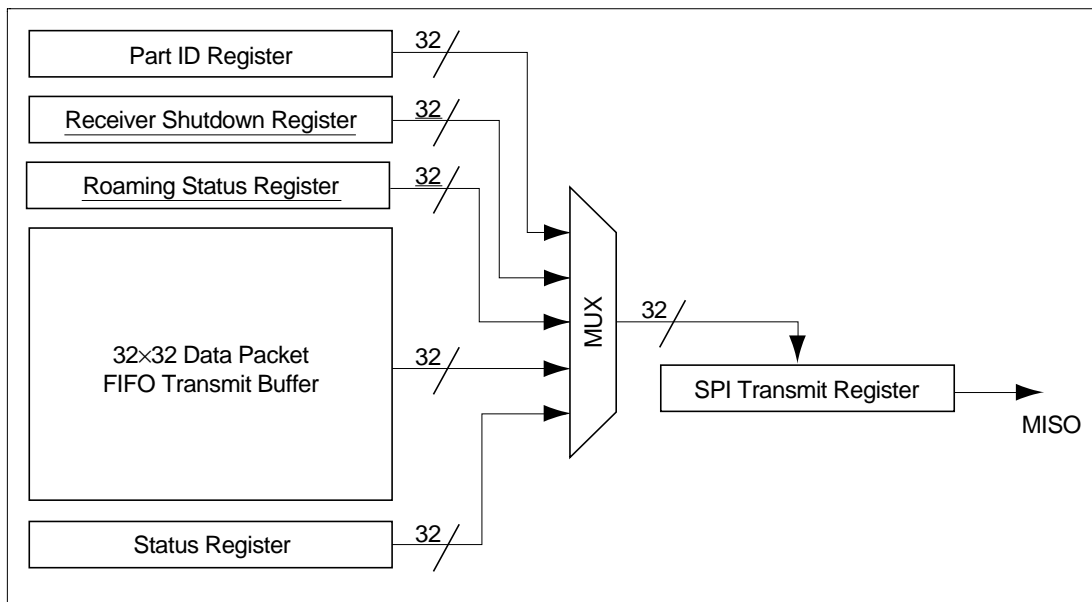 Part ID Register
32
Receiver Shutdown Register
32
Roaming Status Register
32
32×32 Data Packet
FIFO Transmit Buffer
32
Status Register
32
MUX
32
SPI Transmit Register
MISO